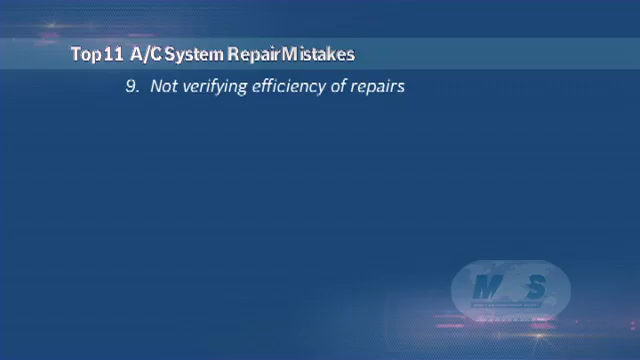 Top 11 A/C System Repair Mistakes
9. Not verifying efficiency of repairs